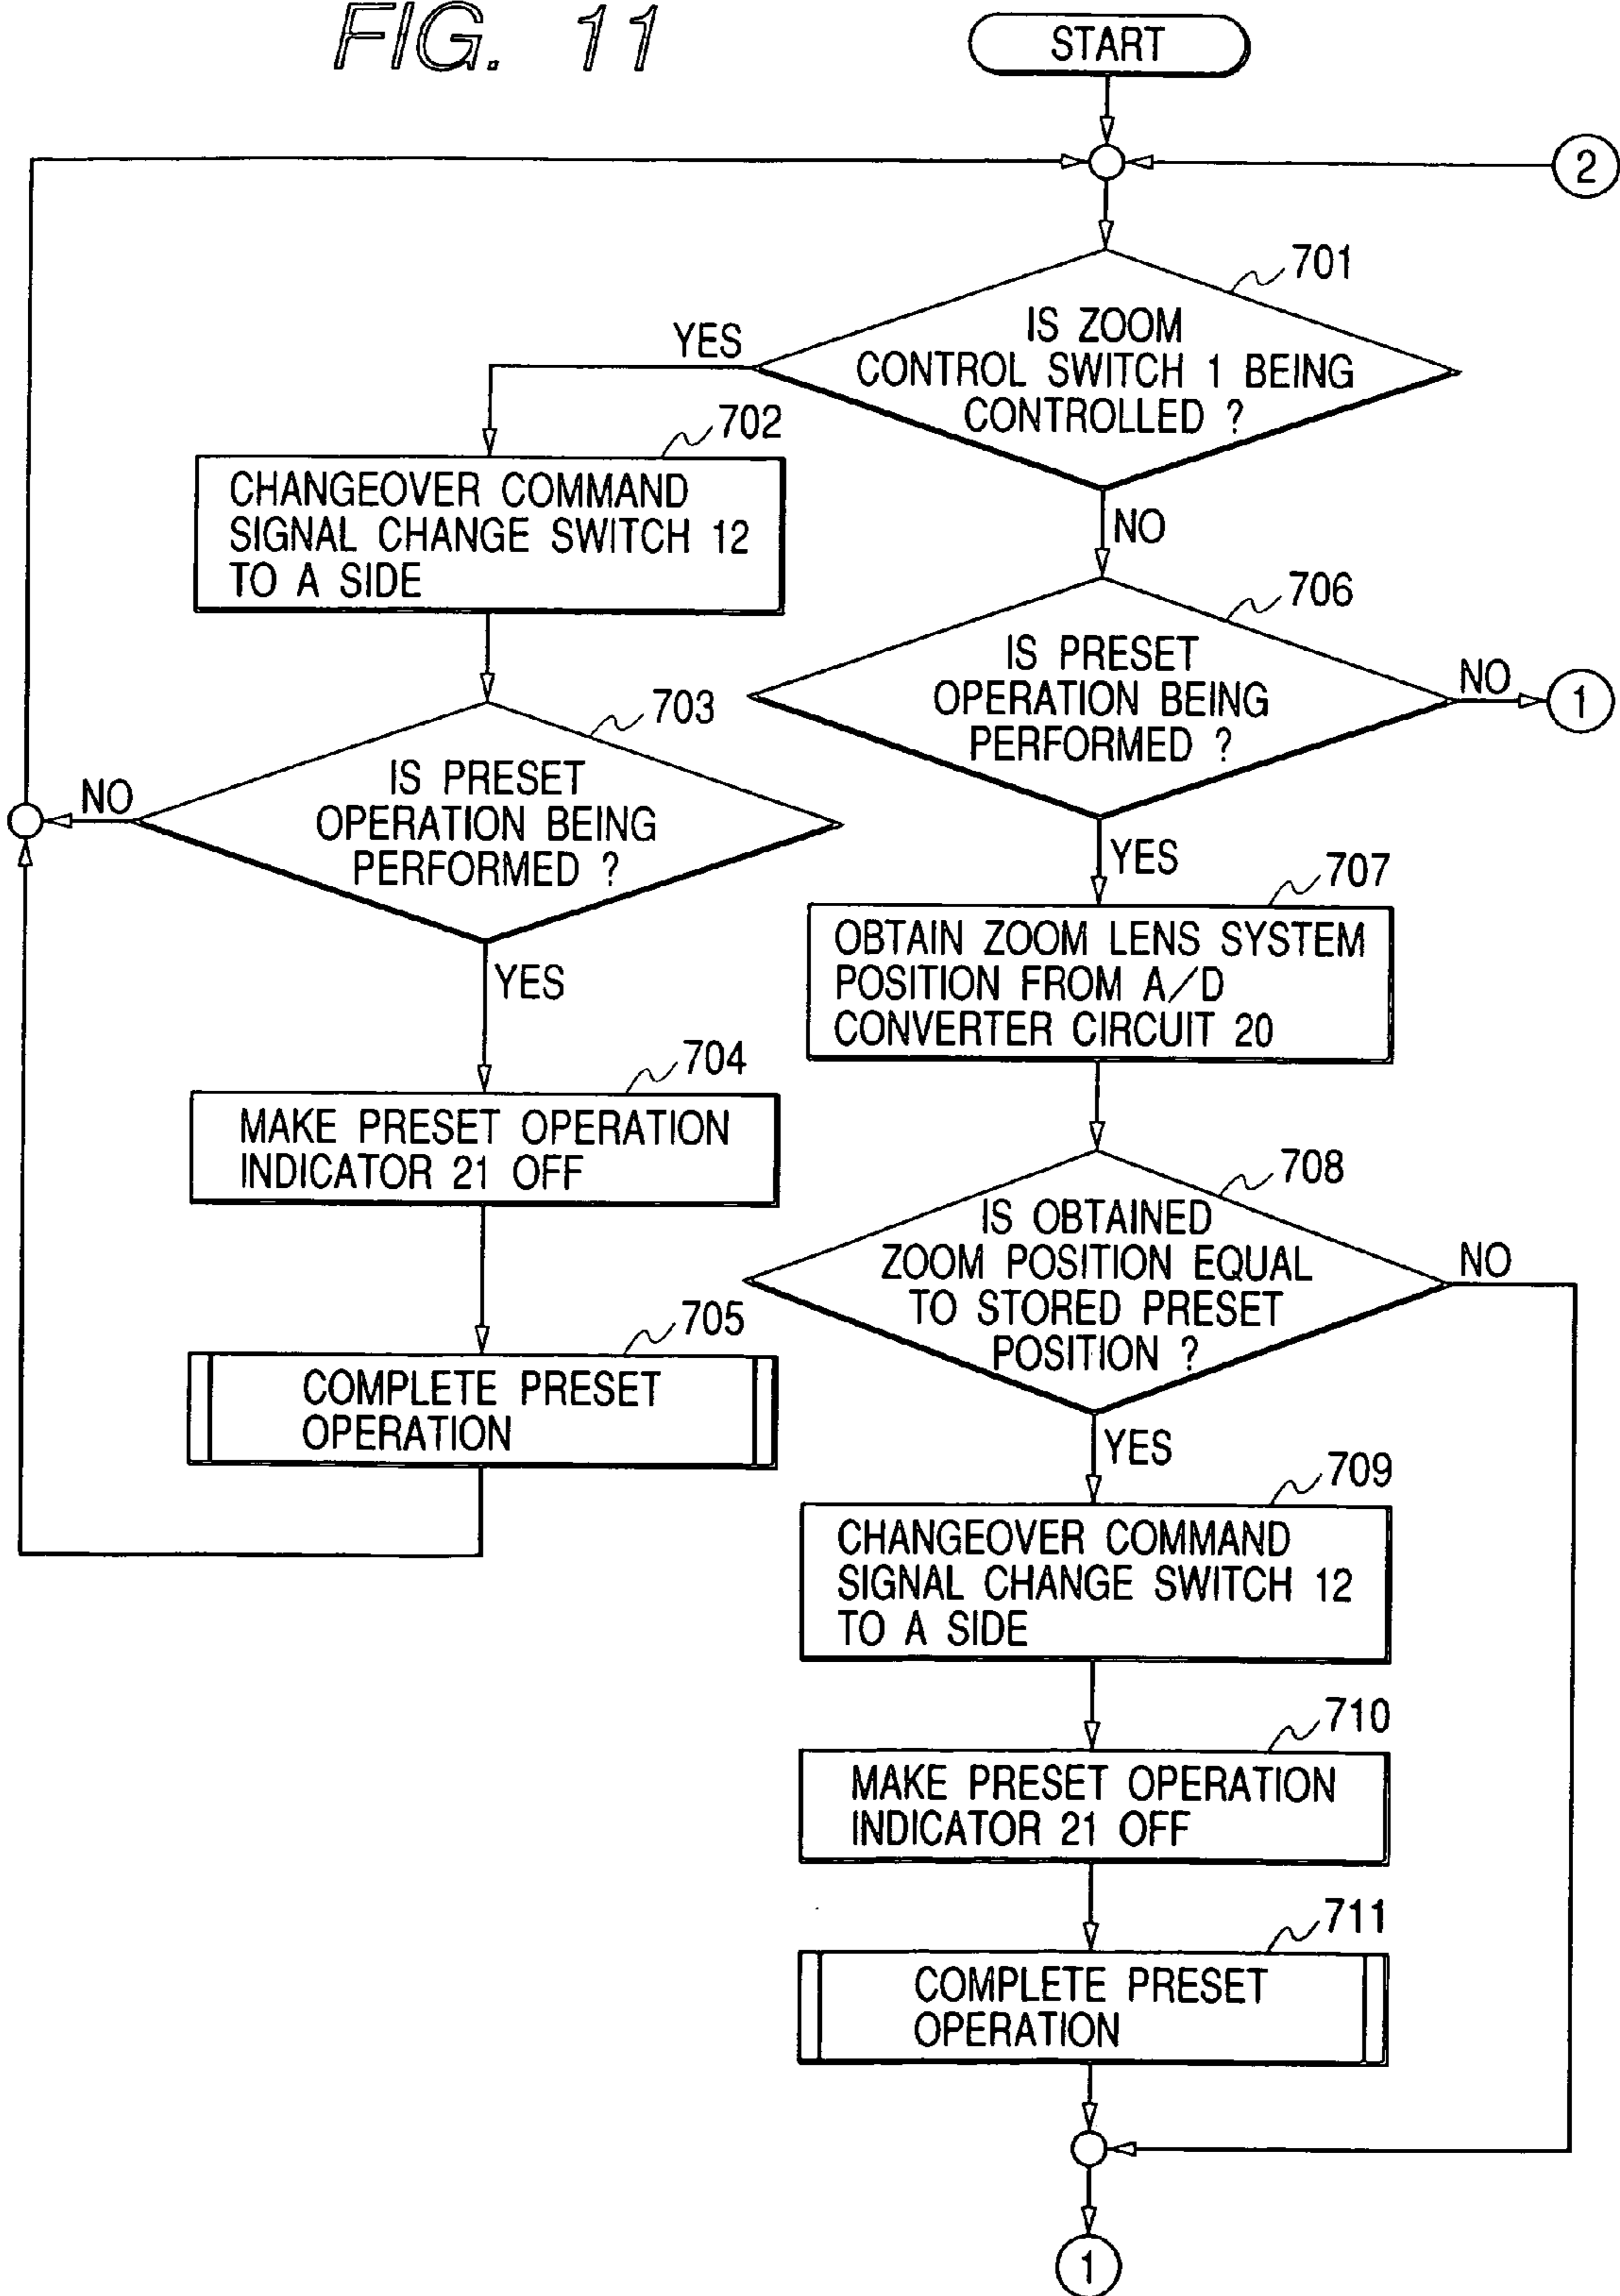 FIG. 11
START
2
701
IS ZOOM
CONTROL SWITCH 1 BEING
CONTROLLED ?
YES
NO
702
CHANGEOVER COMMAND
SIGNAL CHANGE SWITCH 12
TO A SIDE
703
IS PRESET
OPERATION BEING
PERFORMED ?
NO
YES
704
MAKE PRESET OPERATION
INDICATOR 21 OFF
705
COMPLETE PRESET
OPERATION
706
IS PRESET
OPERATION BEING
PERFORMED ?
NO
1
YES
707
OBTAIN ZOOM LENS SYSTEM
POSITION FROM A/D
CONVERTER CIRCUIT 20
708
IS OBTAINED
ZOOM POSITION EQUAL
TO STORED PRESET
POSITION ?
NO
YES
709
CHANGEOVER COMMAND
SIGNAL CHANGE SWITCH 12
TO A SIDE
710
MAKE PRESET OPERATION
INDICATOR 21 OFF
711
COMPLETE PRESET
OPERATION
1